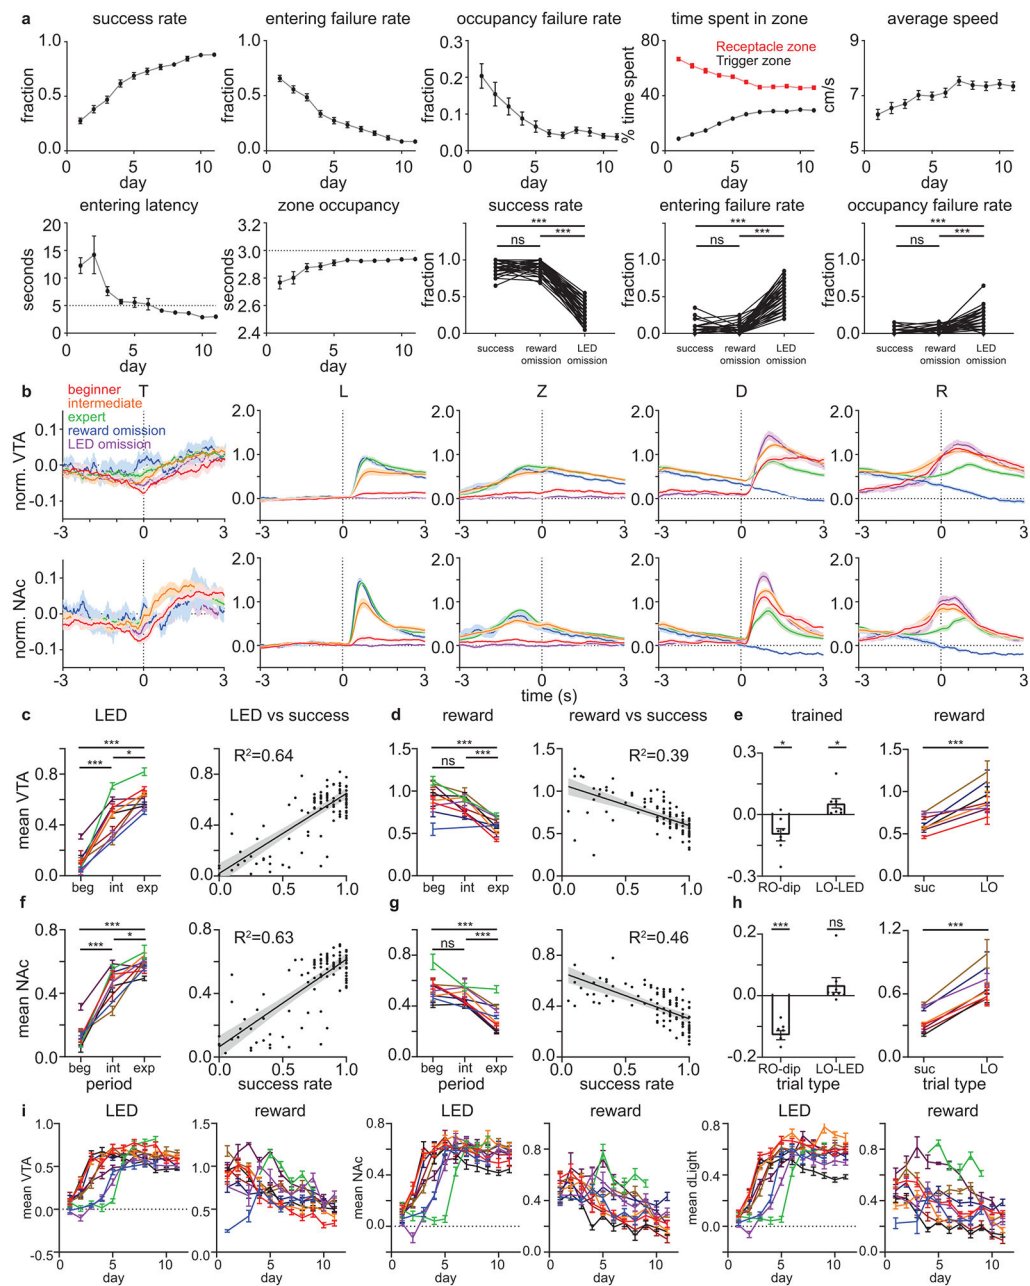 a
success rate
entering failure rate
occupancy failure rate
time spent in zone
average speed
fraction
1.0
0.5
0.0
0
5
10
day
fraction
1.0
0.5
0.0
0
5
10
day
fraction
0.3
0.2
0.1
0.0
0
5
10
day
% time spent
80
40
0
Receptacle zone
Trigger zone
0
5
10
day
cm/s
9
7
5
0
5
10
day
entering latency
zone occupancy
success rate
entering failure rate
occupancy failure rate
seconds
20
15
10
5
0
0
5
10
day
seconds
3.2
3.0
2.8
2.6
2.4
0
5
10
day
fraction
1.0
0.5
0.0
***
ns
***
success
reward omission
LED omission
fraction
1.0
0.5
0.0
***
ns
***
success
reward omission
LED omission
fraction
1.0
0.5
0.0
***
ns
***
success
reward omission
LED omission
b
beginner
intermediate
expert
reward omission
LED omission
T
L
Z
D
R
norm. VTA
0.1
0.0
-0.1
-3
0
3
2.0
1.0
0.0
-3
0
3
2.0
1.0
0.0
-3
0
3
2.0
1.0
0.0
-3
0
3
2.0
1.0
0.0
-3
0
3
norm. NAc
0.1
0.0
-0.1
-3
0
3
2.0
1.0
0.0
-3
0
3
2.0
1.0
0.0
-3
0
3
2.0
1.0
0.0
-3
0
3
2.0
1.0
0.0
-3
0
3
time (s)
c
LED
LED vs success
d
reward
reward vs success
e
trained
reward
mean VTA
0.8
0.4
0.0
***
***
*
beg
int
exp
R²=0.64
0.8
0.4
0.0
0.0
0.5
1.0
1.5
1.0
0.5
0.0
***
ns
***
beg
int
exp
R²=0.39
1.5
1.0
0.5
0.0
0.0
0.5
1.0
0.3
0.0
-0.3
*
*
RO-dip
LO-LED
1.5
1.0
0.5
0.0
***
suc
LO
f
g
h
mean NAc
0.8
0.4
0.0
***
***
*
beg
int
exp
period
R²=0.63
0.8
0.4
0.0
0.0
0.5
1.0
success rate
1.2
0.8
0.4
0.0
***
ns
***
beg
int
exp
period
R²=0.46
1.2
0.8
0.4
0.0
0.0
0.5
1.0
success rate
0.2
0.0
-0.2
***
ns
RO-dip
LO-LED
trial type
1.2
0.6
0.0
***
suc
LO
trial type
i
LED
reward
LED
reward
LED
reward
mean VTA
1.0
0.5
0.0
-0.5
0
5
10
day
1.5
1.0
0.5
0.0
0
5
10
day
mean NAc
0.8
0.4
0.0
0
5
10
day
1.0
0.8
0.4
0.0
0
5
10
day
mean dLight
0.8
0.4
0.0
0
5
10
day
1.0
0.8
0.4
0.0
0
5
10
day